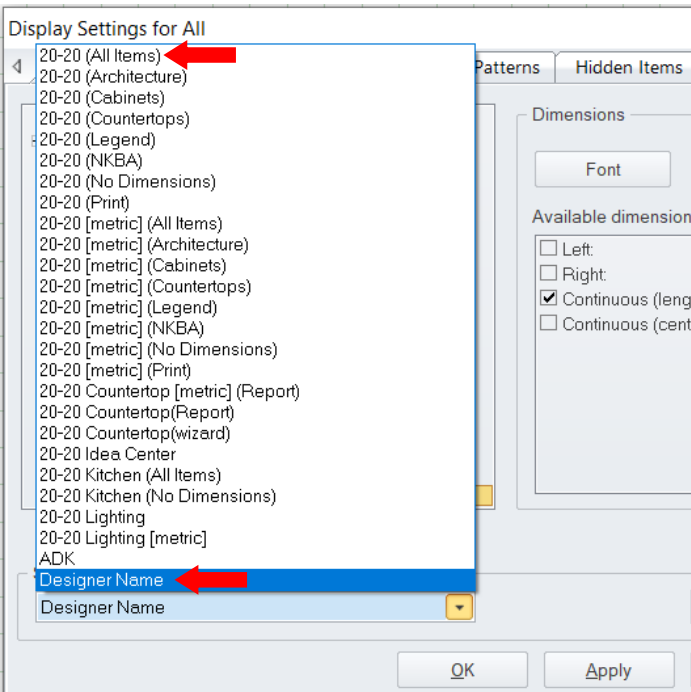 Display Settings for All
20-20 (All Items)
20-20 (Architecture)
20-20 (Cabinets)
20-20 (Countertops)
20-20 (Legend)
20-20 (NKBA)
20-20 (No Dimensions)
20-20 (Print)
20-20 [metric] (All Items)
20-20 [metric] (Architecture)
20-20 [metric] (Cabinets)
20-20 [metric] (Countertops)
20-20 [metric] (Legend)
20-20 [metric] (NKBA)
20-20 [metric] (No Dimensions)
20-20 [metric] (Print)
20-20 Countertop [metric] (Report)
20-20 Countertop(Report)
20-20 Countertop(wizard)
20-20 Idea Center
20-20 Kitchen (All Items)
20-20 Kitchen (No Dimensions)
20-20 Lighting
20-20 Lighting [metric]
ADK
Designer Name
Designer Name
Patterns
Hidden Items
Dimensions
Font
Available dimension
Left:
Right:
Continuous (leng
Continuous (cent
OK
Apply